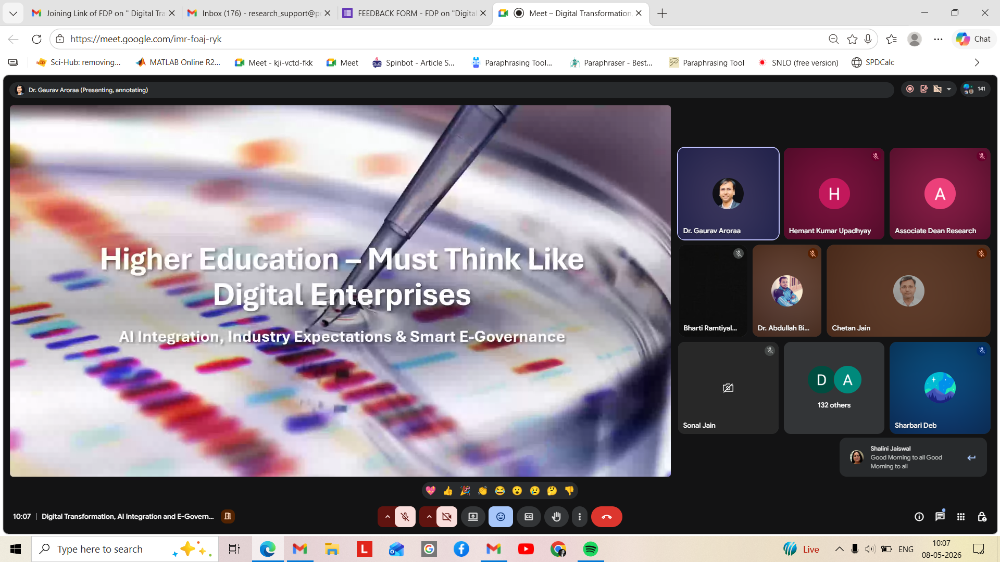 Joining Link of FDP on " Digital Tra
Inbox (176) - research_support@p
FEEDBACK FORM - FDP on "Digital
Meet – Digital Transformation,
https://meet.google.com/imr-foaj-ryk
Chat
Sci-Hub: removing...
MATLAB Online R2...
Meet - kji-vctd-fkk
Meet
Spinbot - Article S...
Paraphrasing Tool...
Paraphraser - Best...
Paraphrasing Tool
SNLO (free version)
SPDCalc
Dr. Gaurav Aroraa (Presenting, annotating)
141
Higher Education – Must Think Like
Digital Enterprises
AI Integration, Industry Expectations & Smart E-Governance
Dr. Gaurav Aroraa
H
Hemant Kumar Upadhyay
A
Associate Dean Research
Bharti Ramtiyal...
Dr. Abdullah Bi...
Chetan Jain
Sonal Jain
D A
132 others
Sharbari Deb
Shalini Jaiswal
Good Morning to all Good
Morning to all
10:07 | Digital Transformation, AI Integration and E-Govern...
Type here to search
L
G
Live
ENG
10:07
08-05-2026